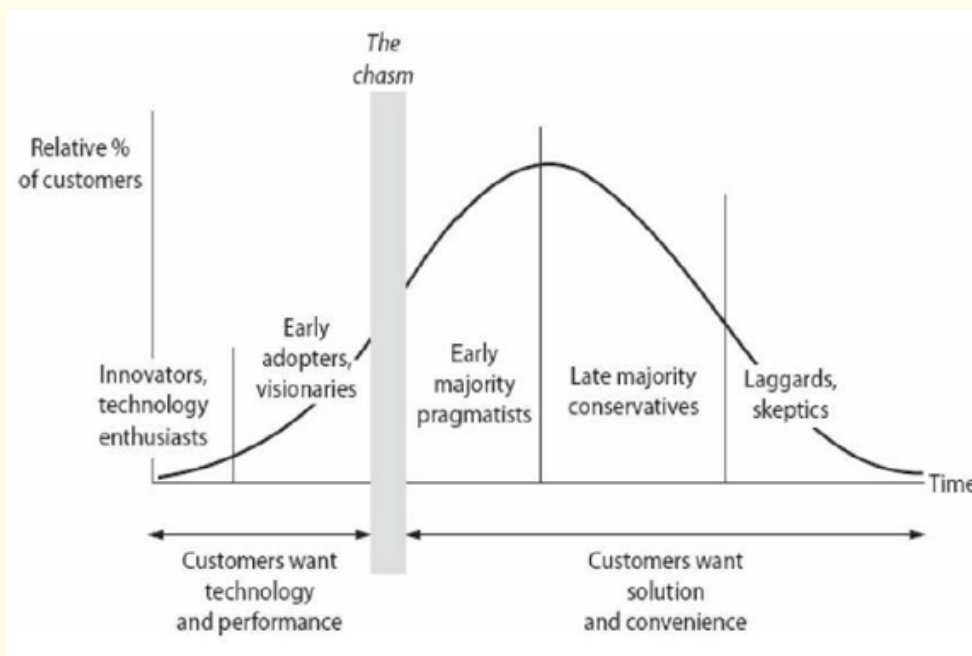 The
chasm
Relative %
of customers
Innovators,
technology
enthusiasts
Early
adopters,
visionaries
Early
majority
pragmatists
Late majority
conservatives
Laggards,
skeptics
Time
Customers want
technology
and performance
Customers want
solution
and convenience